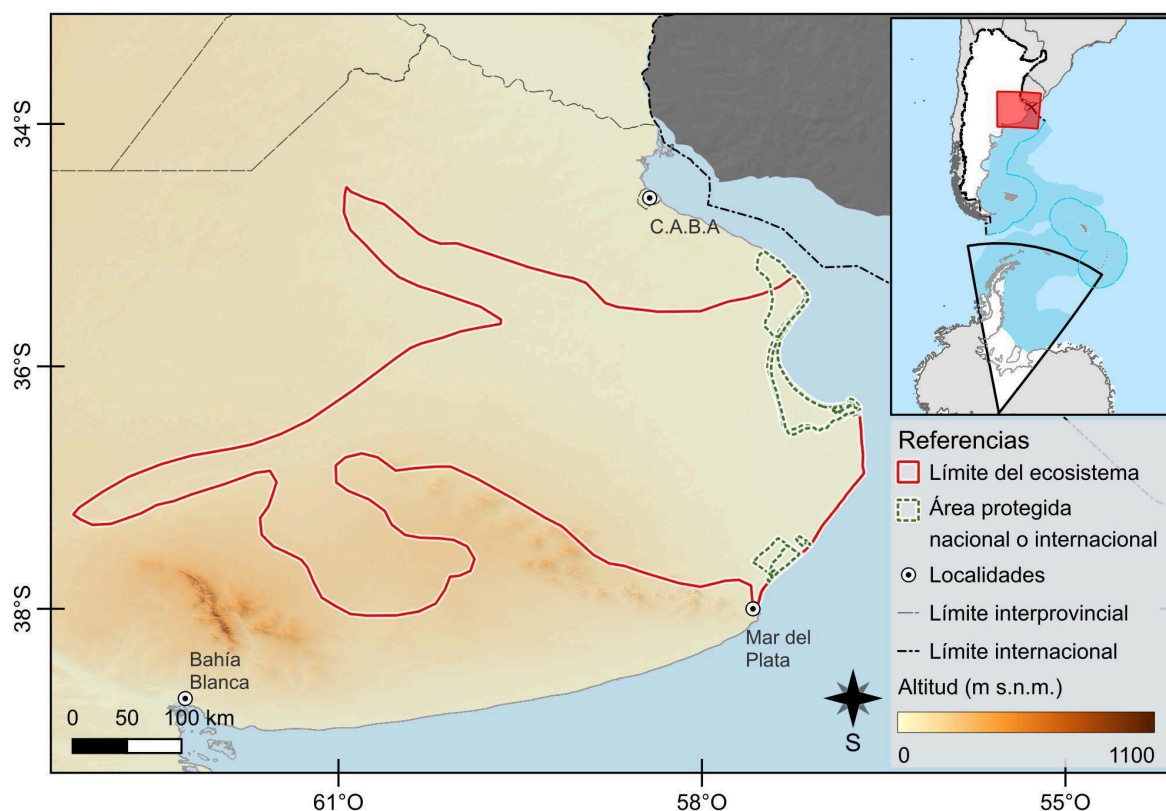 34°S
36°S
38°S
C.A.B.A
Mar del
Plata
Bahía
Blanca
0 50 100 km
S
61°O
58°O
55°O
Referencias
Límite del ecosistema
Área protegida
nacional o internacional
Localidades
Límite interprovincial
Límite internacional
Altitud (m s.n.m.)
0 1100